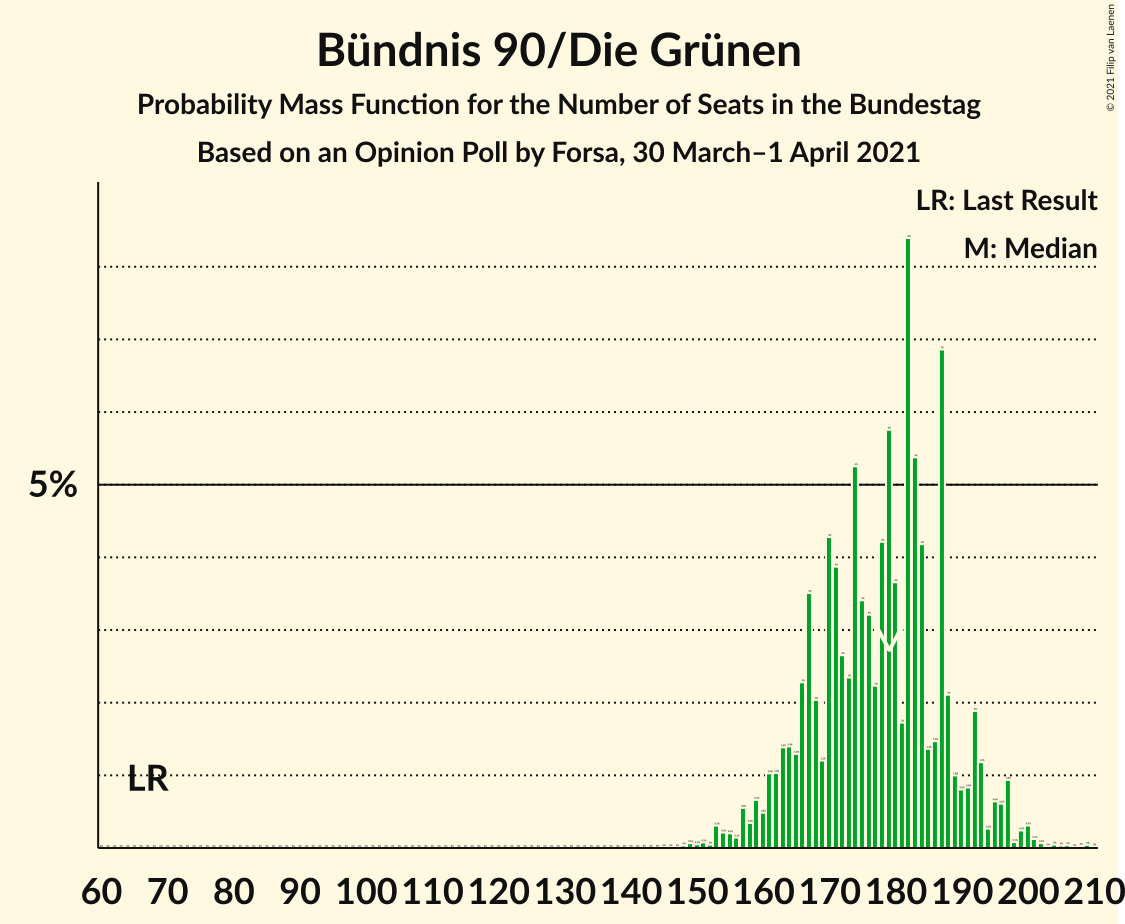 Bündnis 90/Die Grünen
Probability Mass Function for the Number of Seats in the Bundestag
Based on an Opinion Poll by Forsa, 30 March–1 April 2021
© 2021 Filip van Laenen
LR: Last Result
M: Median
5%
LR
M
60 70 80 90 100 110 120 130 140 150 160 170 180 190 200 210